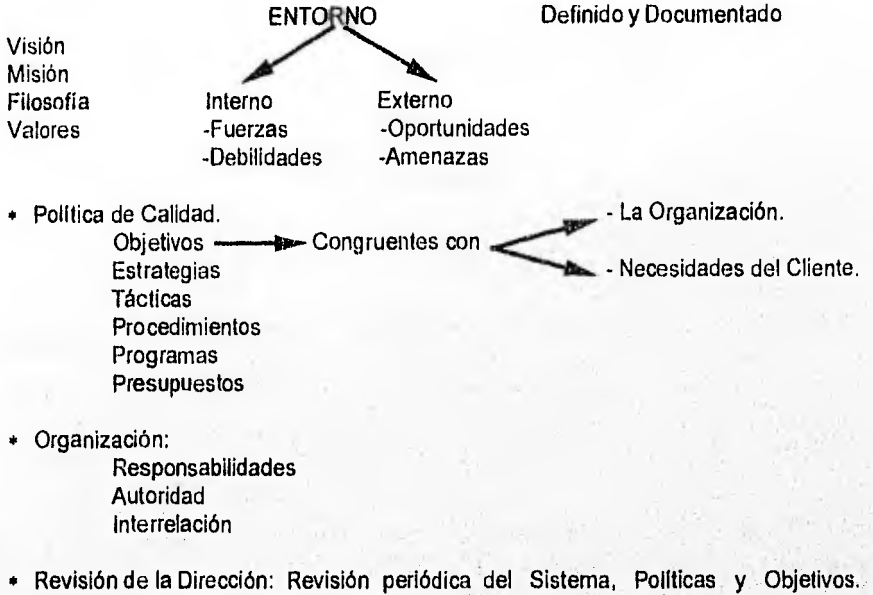 ENTORNO Definido y Documentado
Visión
Misión
Filosofía Interno Externo
Valores -Fuerzas -Oportunidades
-Debilidades -Amenazas
* Política de Calidad.
- La Organización.
Objetivos Congruentes con
Estrategias - Necesidades del Cliente.
Tácticas
Procedimientos
Programas
Presupuestos
* Organización:
Responsabilidades
Autoridad
Interrelación
* Revisión de la Dirección: Revisión periódica del Sistema, Políticas y Objetivos.